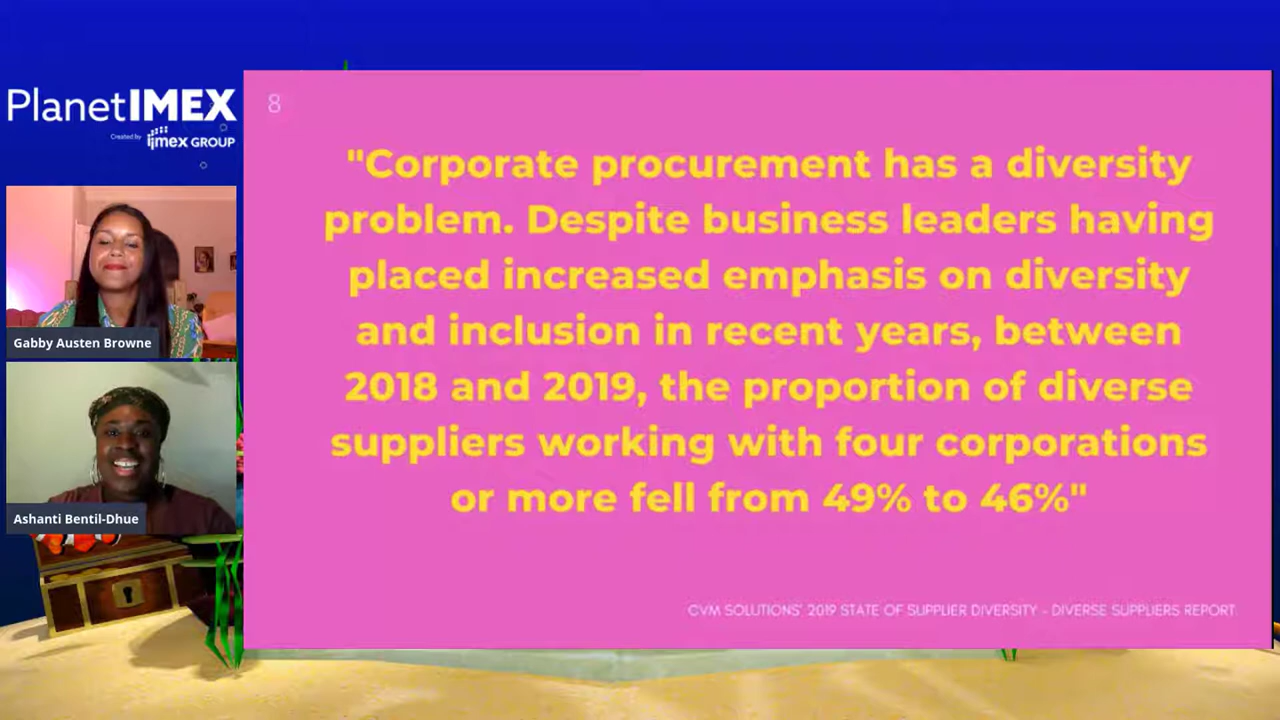 PlanetIMEX
Created by imex GROUP
Gabby Austen Browne
Ashanti Bentil-Dhue
8
"Corporate procurement has a diversity
problem. Despite business leaders having
placed increased emphasis on diversity
and inclusion in recent years, between
2018 and 2019, the proportion of diverse
suppliers working with four corporations
or more fell from 49% to 46%"
CVM SOLUTIONS' 2019 STATE OF SUPPLIER DIVERSITY - DIVERSE SUPPLIERS REPORT